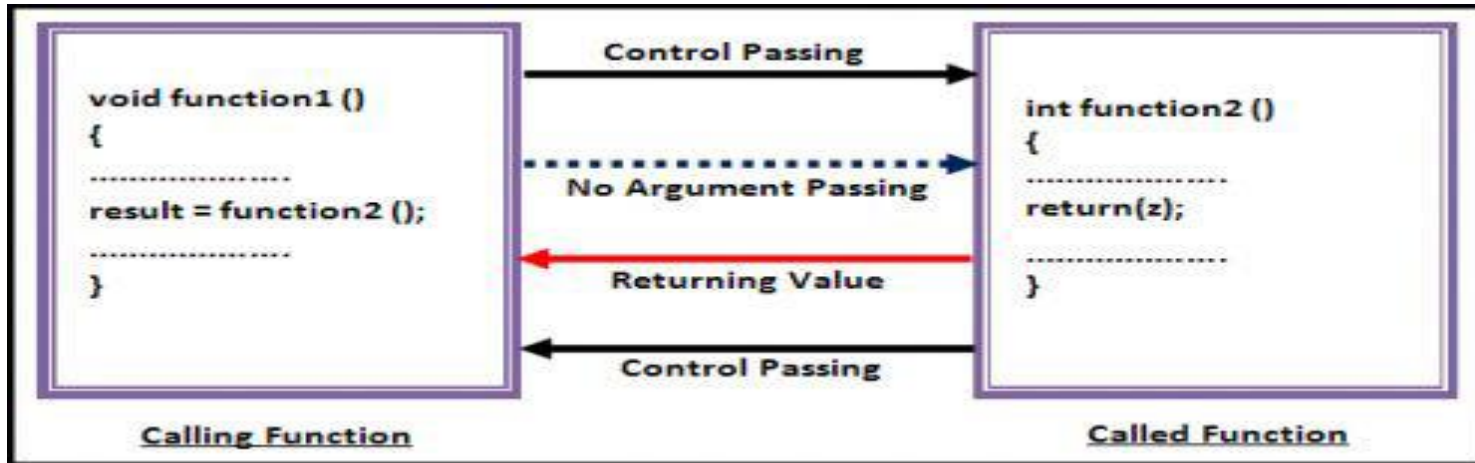 void function1 ()
{
....................
result = function2 ();
....................
}
Calling Function
Control Passing
No Argument Passing
Returning Value
Control Passing
int function2 ()
{
....................
return(z);
....................
}
Called Function